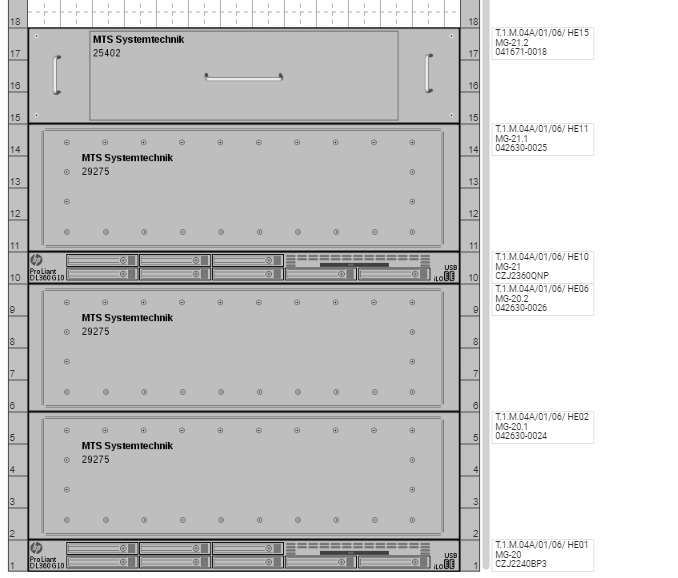 18 18
T.1.M.04A/01/06/ HE15
MG-21.2
041671-0018
MTS Systemtechnik
25402
17 17
16 16
15 15
T.1.M.04A/01/06/ HE11
MG-21.1
042630-0025
14 14
MTS Systemtechnik
29275
13 13
12 12
11 11
T.1.M.04A/01/06/ HE10
MG-21
CZJ2360QNP
hp
ProLiant
DL360 G10
USB
iLO
10 10
T.1.M.04A/01/06/ HE06
MG-20.2
042630-0026
9 9
MTS Systemtechnik
29275
8 8
7 7
6 6
T.1.M.04A/01/06/ HE02
MG-20.1
042630-0024
5 5
MTS Systemtechnik
29275
4 4
3 3
2 2
T.1.M.04A/01/06/ HE01
MG-20
CZJ2240BP3
hp
ProLiant
DL360 G10
USB
iLO
1 1